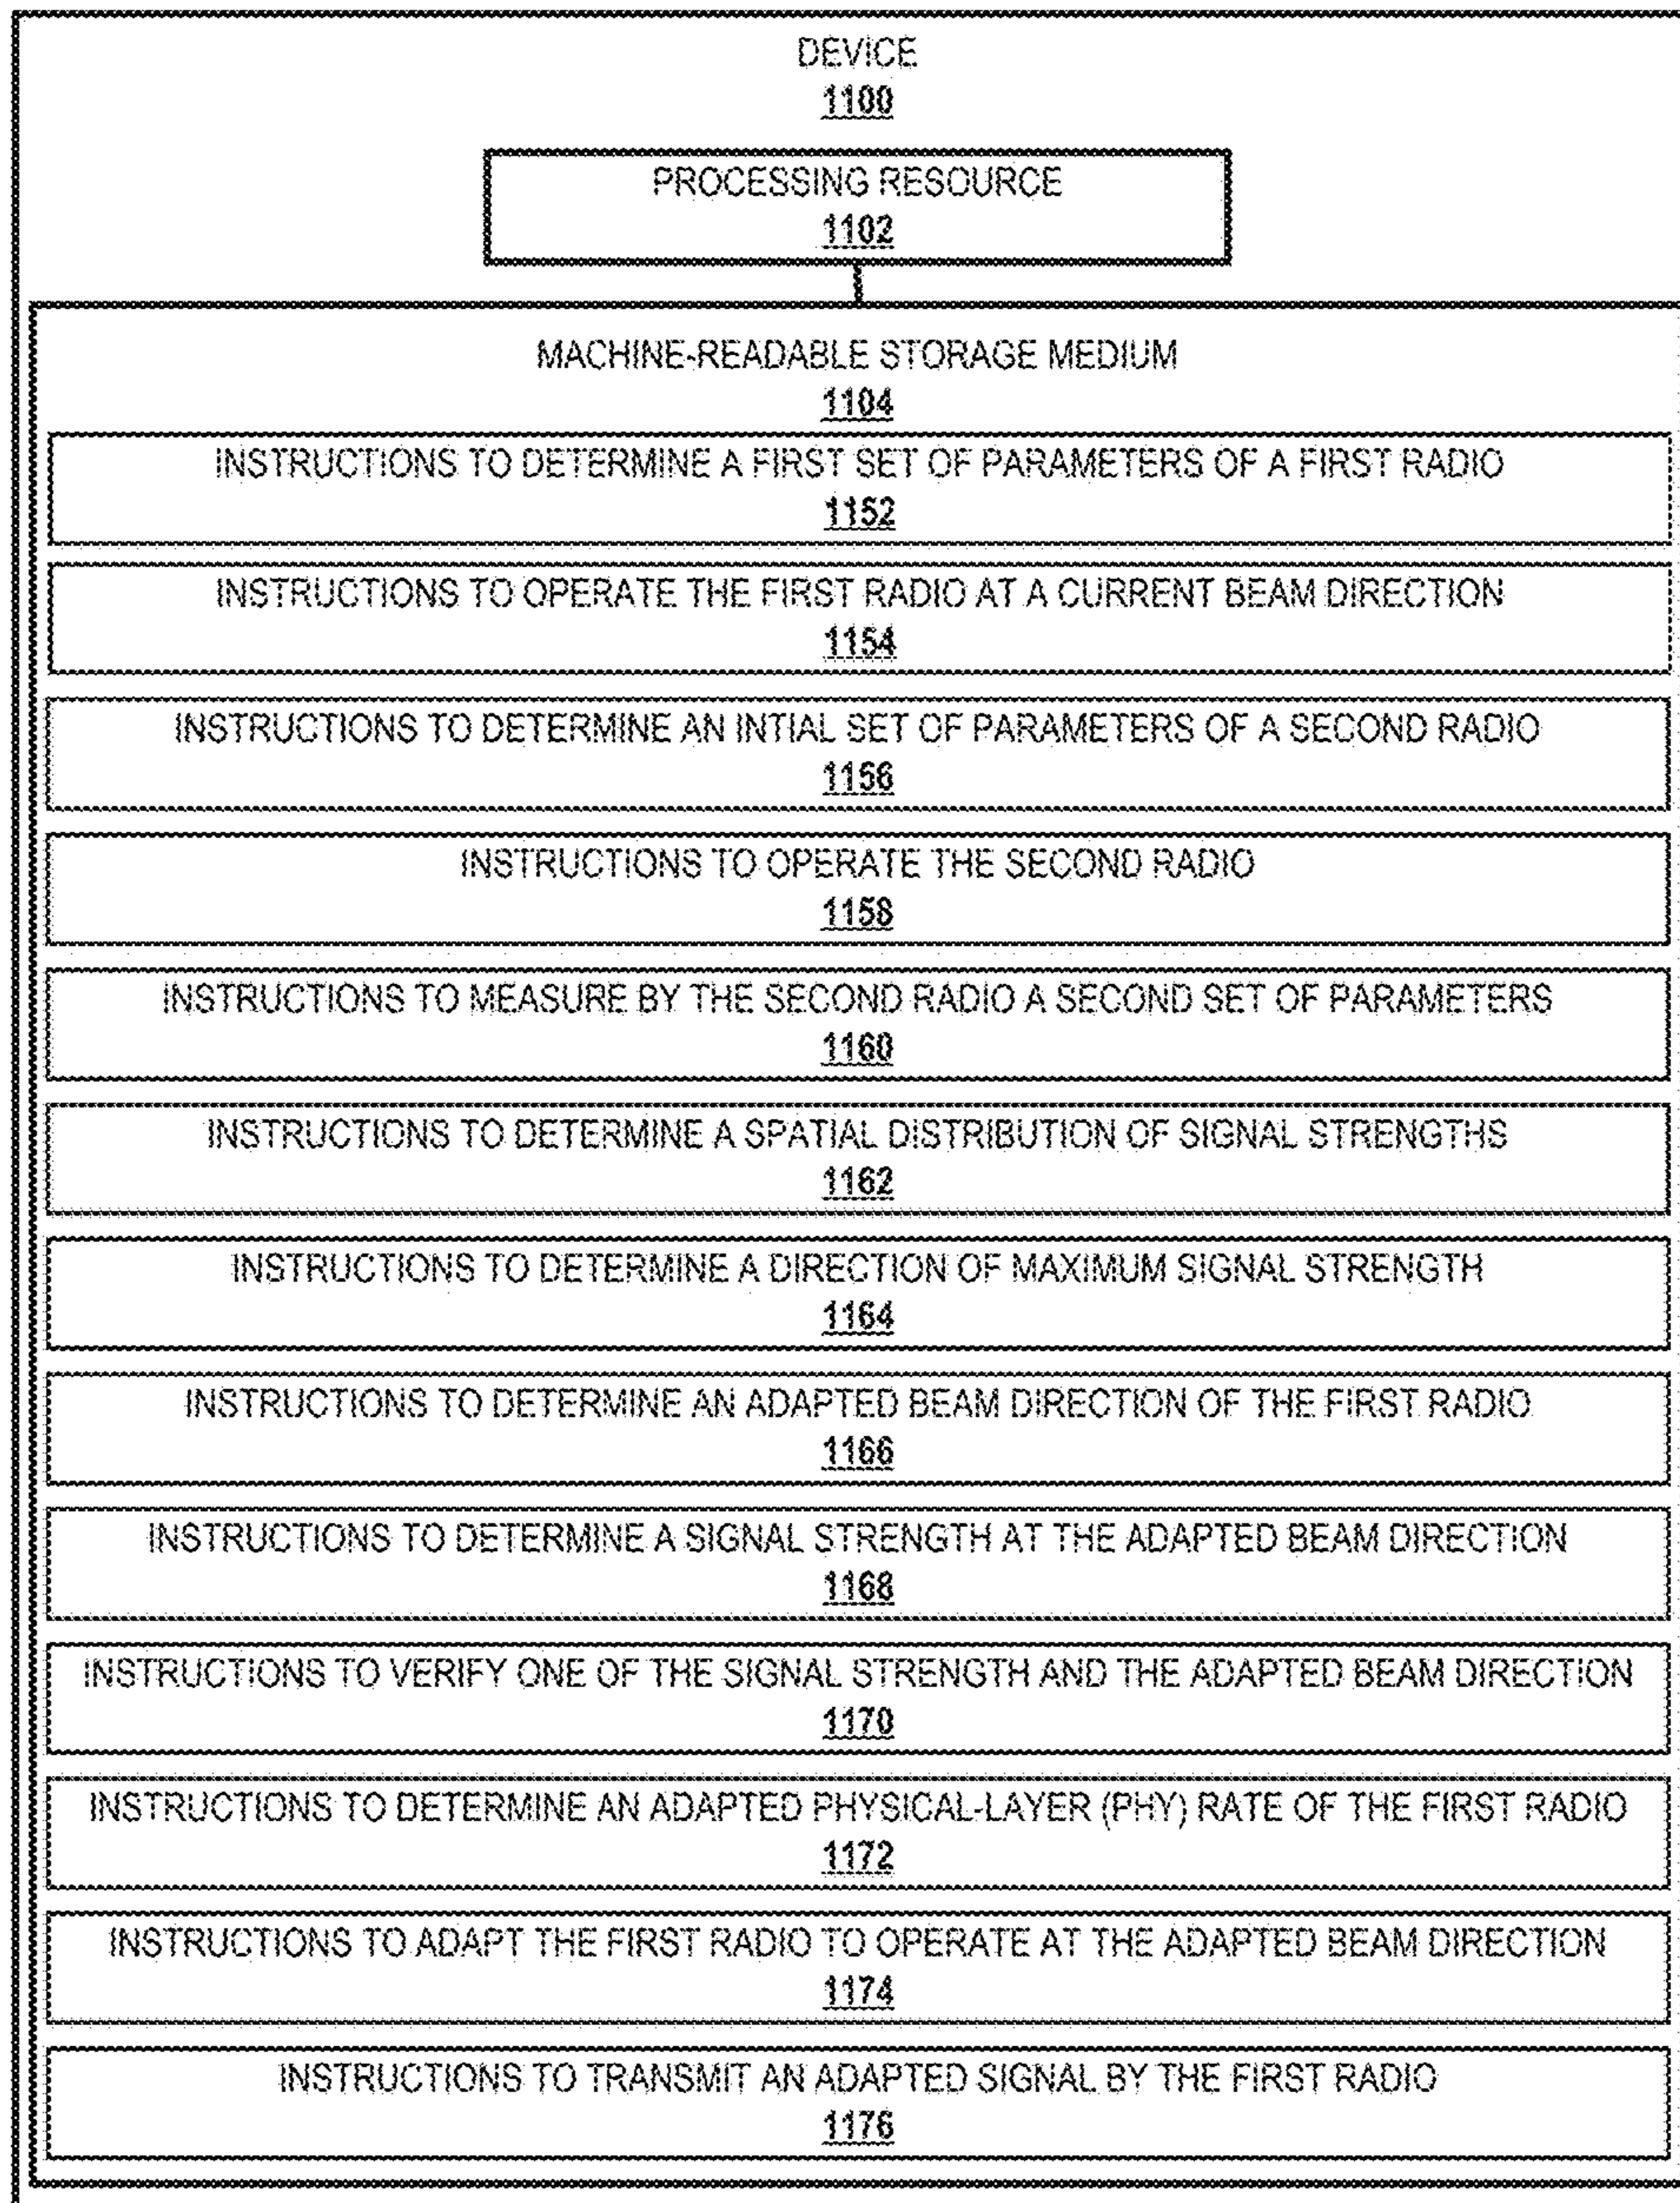 DEVICE
1100
PROCESSING RESOURCE
1102
MACHINE-READABLE STORAGE MEDIUM
1104
INSTRUCTIONS TO DETERMINE A FIRST SET OF PARAMETERS OF A FIRST RADIO
1152
INSTRUCTIONS TO OPERATE THE FIRST RADIO AT A CURRENT BEAM DIRECTION
1154
INSTRUCTIONS TO DETERMINE AN INTIAL SET OF PARAMETERS OF A SECOND RADIO
1156
INSTRUCTIONS TO OPERATE THE SECOND RADIO
1158
INSTRUCTIONS TO MEASURE BY THE SECOND RADIO A SECOND SET OF PARAMETERS
1160
INSTRUCTIONS TO DETERMINE A SPATIAL DISTRIBUTION OF SIGNAL STRENGTHS
1162
INSTRUCTIONS TO DETERMINE A DIRECTION OF MAXIMUM SIGNAL STRENGTH
1164
INSTRUCTIONS TO DETERMINE AN ADAPTED BEAM DIRECTION OF THE FIRST RADIO
1166
INSTRUCTIONS TO DETERMINE A SIGNAL STRENGTH AT THE ADAPTED BEAM DIRECTION
1168
INSTRUCTIONS TO VERIFY ONE OF THE SIGNAL STRENGTH AND THE ADAPTED BEAM DIRECTION
1170
INSTRUCTIONS TO DETERMINE AN ADAPTED PHYSICAL-LAYER (PHY) RATE OF THE FIRST RADIO
1172
INSTRUCTIONS TO ADAPT THE FIRST RADIO TO OPERATE AT THE ADAPTED BEAM DIRECTION
1174
INSTRUCTIONS TO TRANSMIT AN ADAPTED SIGNAL BY THE FIRST RADIO
1176